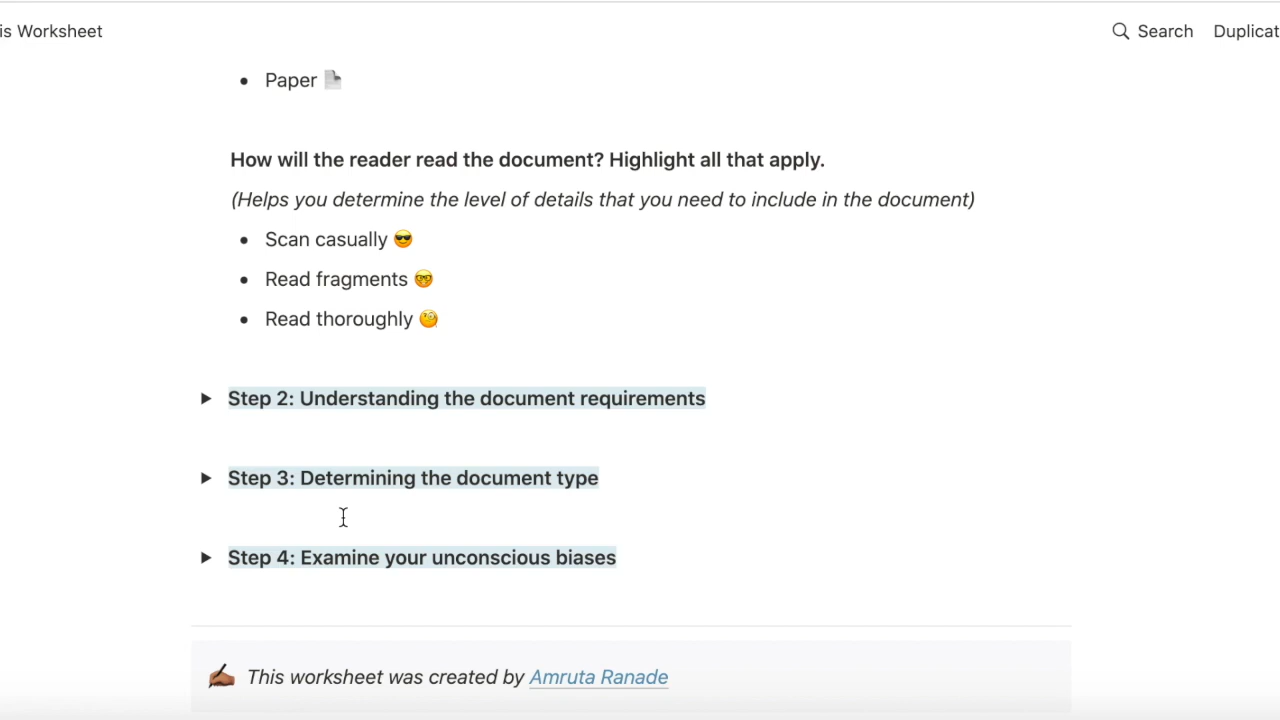 is Worksheet
Search
Duplicat
• Paper
How will the reader read the document? Highlight all that apply.
(Helps you determine the level of details that you need to include in the document)
• Scan casually 😎
• Read fragments 🤓
• Read thoroughly 🧐
Step 2: Understanding the document requirements
Step 3: Determining the document type
Step 4: Examine your unconscious biases
This worksheet was created by Amruta Ranade